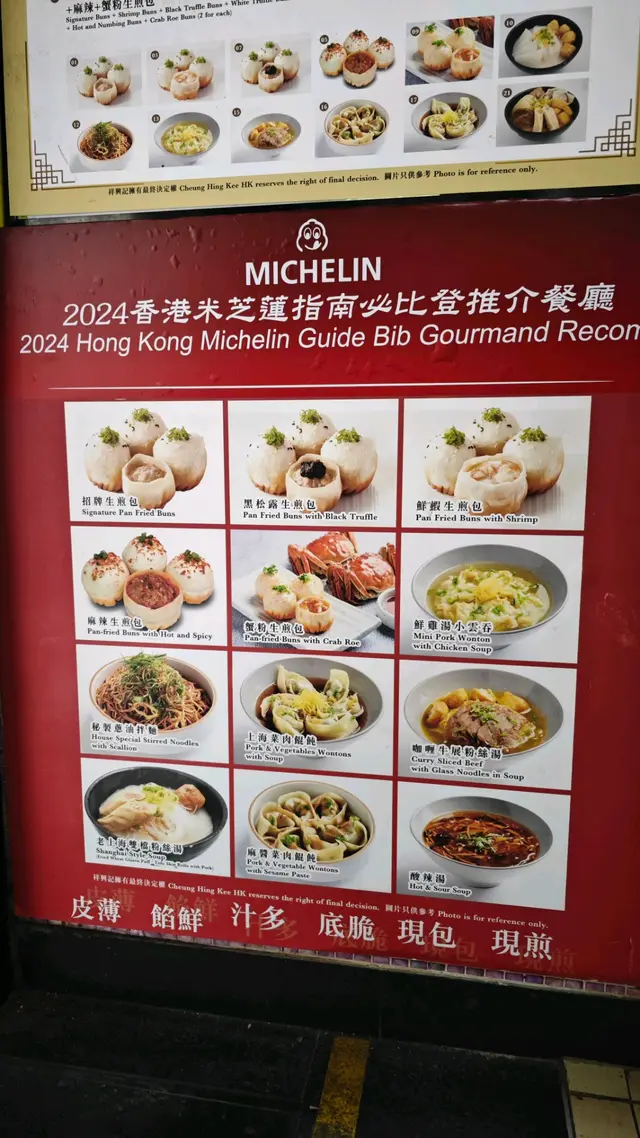 +麻辣+蟹粉生煎包
Signature Buns + Shrimp Buns + Black Truffle Buns + White Truffle
+ Hot and Numbing Buns + Crab Roe Buns (2 for each)
10
09
12
13
15
16
17
21
祥興記擁有最終決定權 Cheung Hing Kee HK reserves the right of final decision. 圖片只供參考 Photo is for reference only.
MICHELIN
2024香港米芝蓮指南必比登推介餐廳
2024 Hong Kong Michelin Guide Bib Gourmand Recom
招牌生煎包
Signature Pan Fried Buns
黑松露生煎包
Pan Fried Buns with Black Truffle
鮮蝦生煎包
Pan Fried Buns with Shrimp
麻辣生煎包
Pan-fried Buns with Hot and Spicy
蟹粉生煎包
Pan-fried Buns with Crab Roe
鮮雞湯小雲吞
Mini Pork Wonton
with Chicken Soup
秘製蔥油拌麵
House Special Stirred Noodles
with Scallion
上海菜肉餛飩
Pork & Vegetables Wontons
with Soup
咖喱牛展粉絲湯
Curry Sliced Beef
with Glass Noodles in Soup
老上海雙檔粉絲湯
Shanghai Style Soup
麻醬菜肉餛飩
Pork & Vegetable Wontons
with Sesame Paste
酸辣湯
Hot & Sour Soup
祥興記擁有最終決定權 Cheung Hing Kee HK reserves the right of final decision. 圖片只供參考 Photo is for reference only.
皮薄 餡鮮 汁多 底脆 現包 現煎